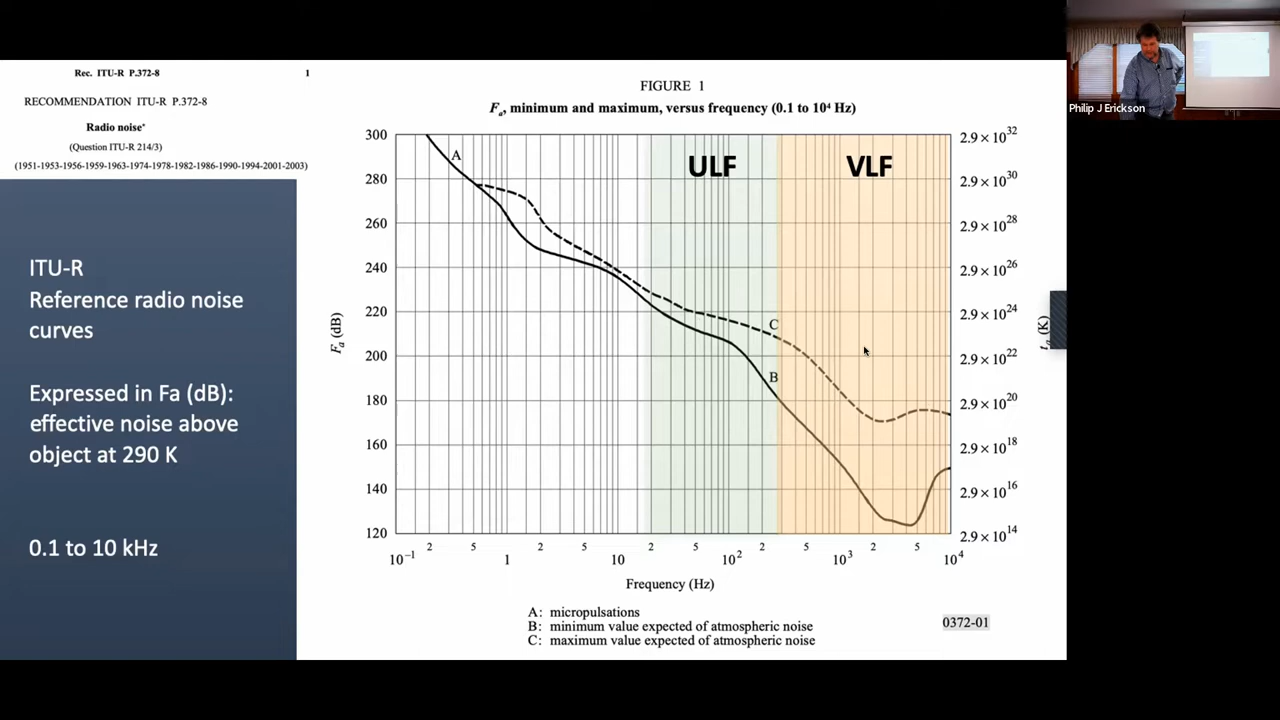 Rec. ITU-R P.372-8
1
RECOMMENDATION ITU-R P.372-8
Radio noise*
(Question ITU-R 214/3)
(1951-1953-1956-1959-1963-1974-1978-1982-1986-1990-1994-2001-2003)
ITU-R
Reference radio noise
curves
Expressed in Fa (dB):
effective noise above
object at 290 K
0.1 to 10 kHz
FIGURE 1
Fa, minimum and maximum, versus frequency (0.1 to 10⁴ Hz)
ULF
VLF
A
C
B
Fa (dB)
300
280
260
240
220
200
180
160
140
120
2.9 × 10³²
2.9 × 10³⁰
2.9 × 10²⁸
2.9 × 10²⁶
2.9 × 10²⁴
2.9 × 10²²
2.9 × 10²⁰
2.9 × 10¹⁸
2.9 × 10¹⁶
2.9 × 10¹⁴
ta (K)
10⁻¹ 2 5 1 2 5 10 2 5 10² 2 5 10³ 2 5 10⁴
Frequency (Hz)
A: micropulsations
B: minimum value expected of atmospheric noise
C: maximum value expected of atmospheric noise
0372-01
Philip J Erickson